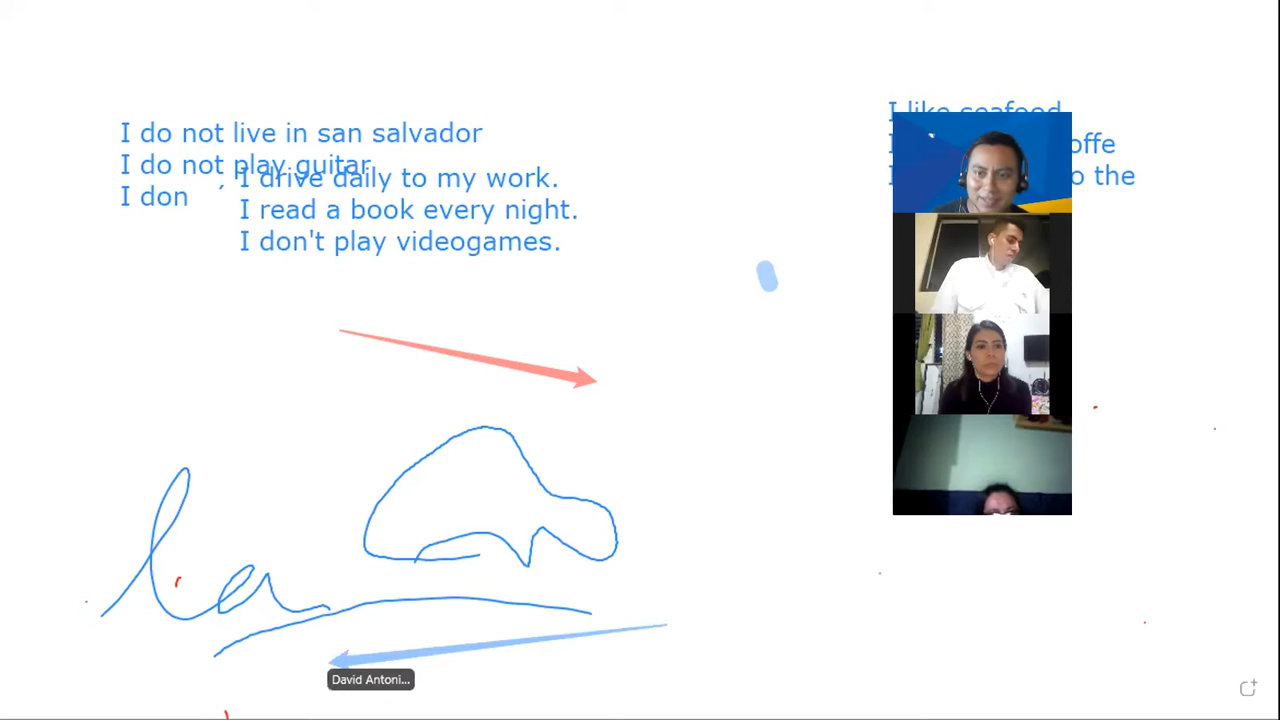 I do not live in san salvador
I do not play guitar
I don ´
I drive daily to my work.
I read a book every night.
I don't play videogames.
I like seafood
I
offe
I
o the
la
David Antoni...